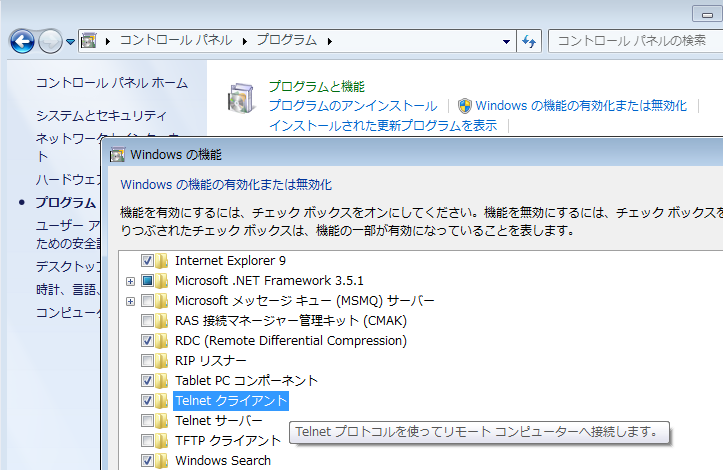 コントロール パネル
プログラム
コントロール パネルの検索
コントロール パネル ホーム
システムとセキュリティ
ネットワークとインターネ
ト
ハードウェ
プログラム
ユーザー ア
ための安全
デスクトッ
時計、言語、
コンピュー
プログラムと機能
プログラムのアンインストール
Windows の機能の有効化または無効化
インストールされた更新プログラムを表示
Windows の機能
Windows の機能の有効化または無効化
機能を有効にするには、チェック ボックスをオンにしてください。機能を無効にするには、チェック ボックスを
りつぶされたチェック ボックスは、機能の一部が有効になっていることを表します。
Internet Explorer 9
Microsoft .NET Framework 3.5.1
Microsoft メッセージ キュー (MSMQ) サーバー
RAS 接続マネージャー管理キット (CMAK)
RDC (Remote Differential Compression)
RIP リスナー
Tablet PC コンポーネント
Telnet クライアント
Telnet サーバー
Telnet プロトコルを使ってリモート コンピューターへ接続します。
TFTP クライアント
Windows Search